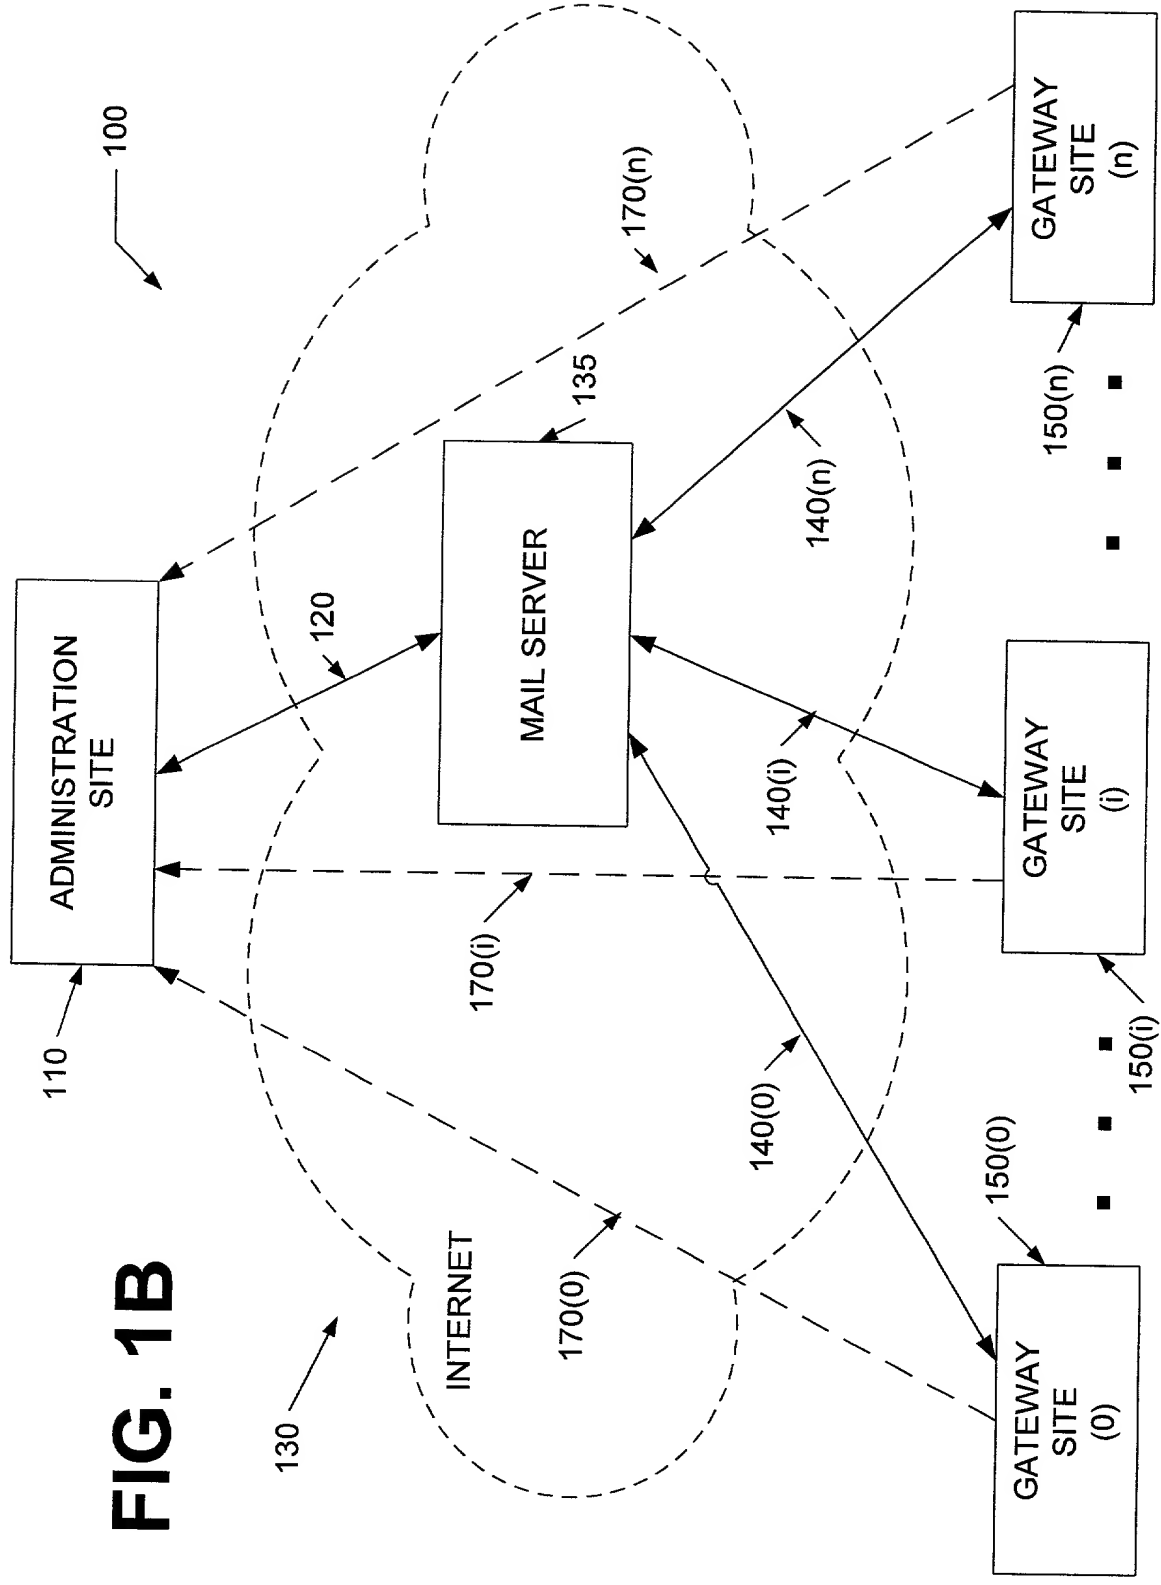 FIG. 1B
100
ADMINISTRATION
SITE
110
120
130
INTERNET
MAIL SERVER
135
170(0)
170(i)
170(n)
140(0)
140(i)
140(n)
GATEWAY
SITE
(0)
150(0)
GATEWAY
SITE
(i)
150(i)
GATEWAY
SITE
(n)
150(n)